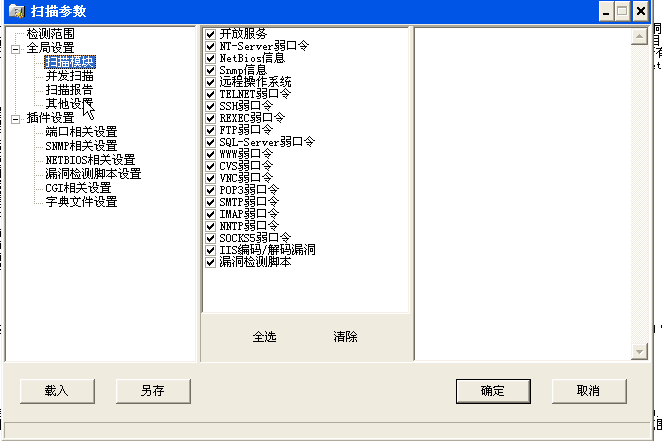 扫描参数
检测范围
全局设置
扫描模块
并发扫描
扫描报告
其他设置
插件设置
端口相关设置
SNMP相关设置
NETBIOS相关设置
漏洞检测脚本设置
CGI相关设置
字典文件设置
开放服务
NT-Server弱口令
NetBios信息
Snmp信息
远程操作系统
TELNET弱口令
SSH弱口令
REXEC弱口令
FTP弱口令
SQL-Server弱口令
WWW弱口令
CVS弱口令
VNC弱口令
POP3弱口令
SMTP弱口令
IMAP弱口令
NNTP弱口令
SOCKS5弱口令
IIS编码/解码漏洞
漏洞检测脚本
全选 清除
载入 另存 确定 取消